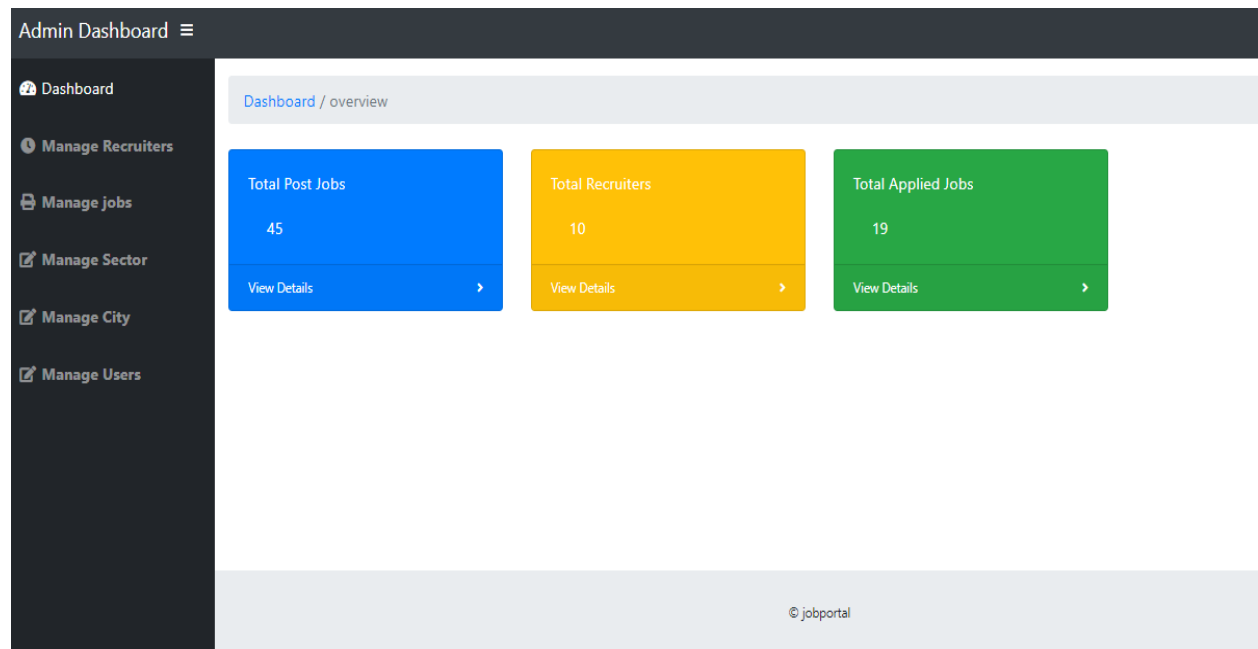 Admin Dashboard
Dashboard
Manage Recruiters
Manage jobs
Manage Sector
Manage City
Manage Users
Dashboard / overview
Total Post Jobs
45
View Details
Total Recruiters
10
View Details
Total Applied Jobs
19
View Details
© jobportal